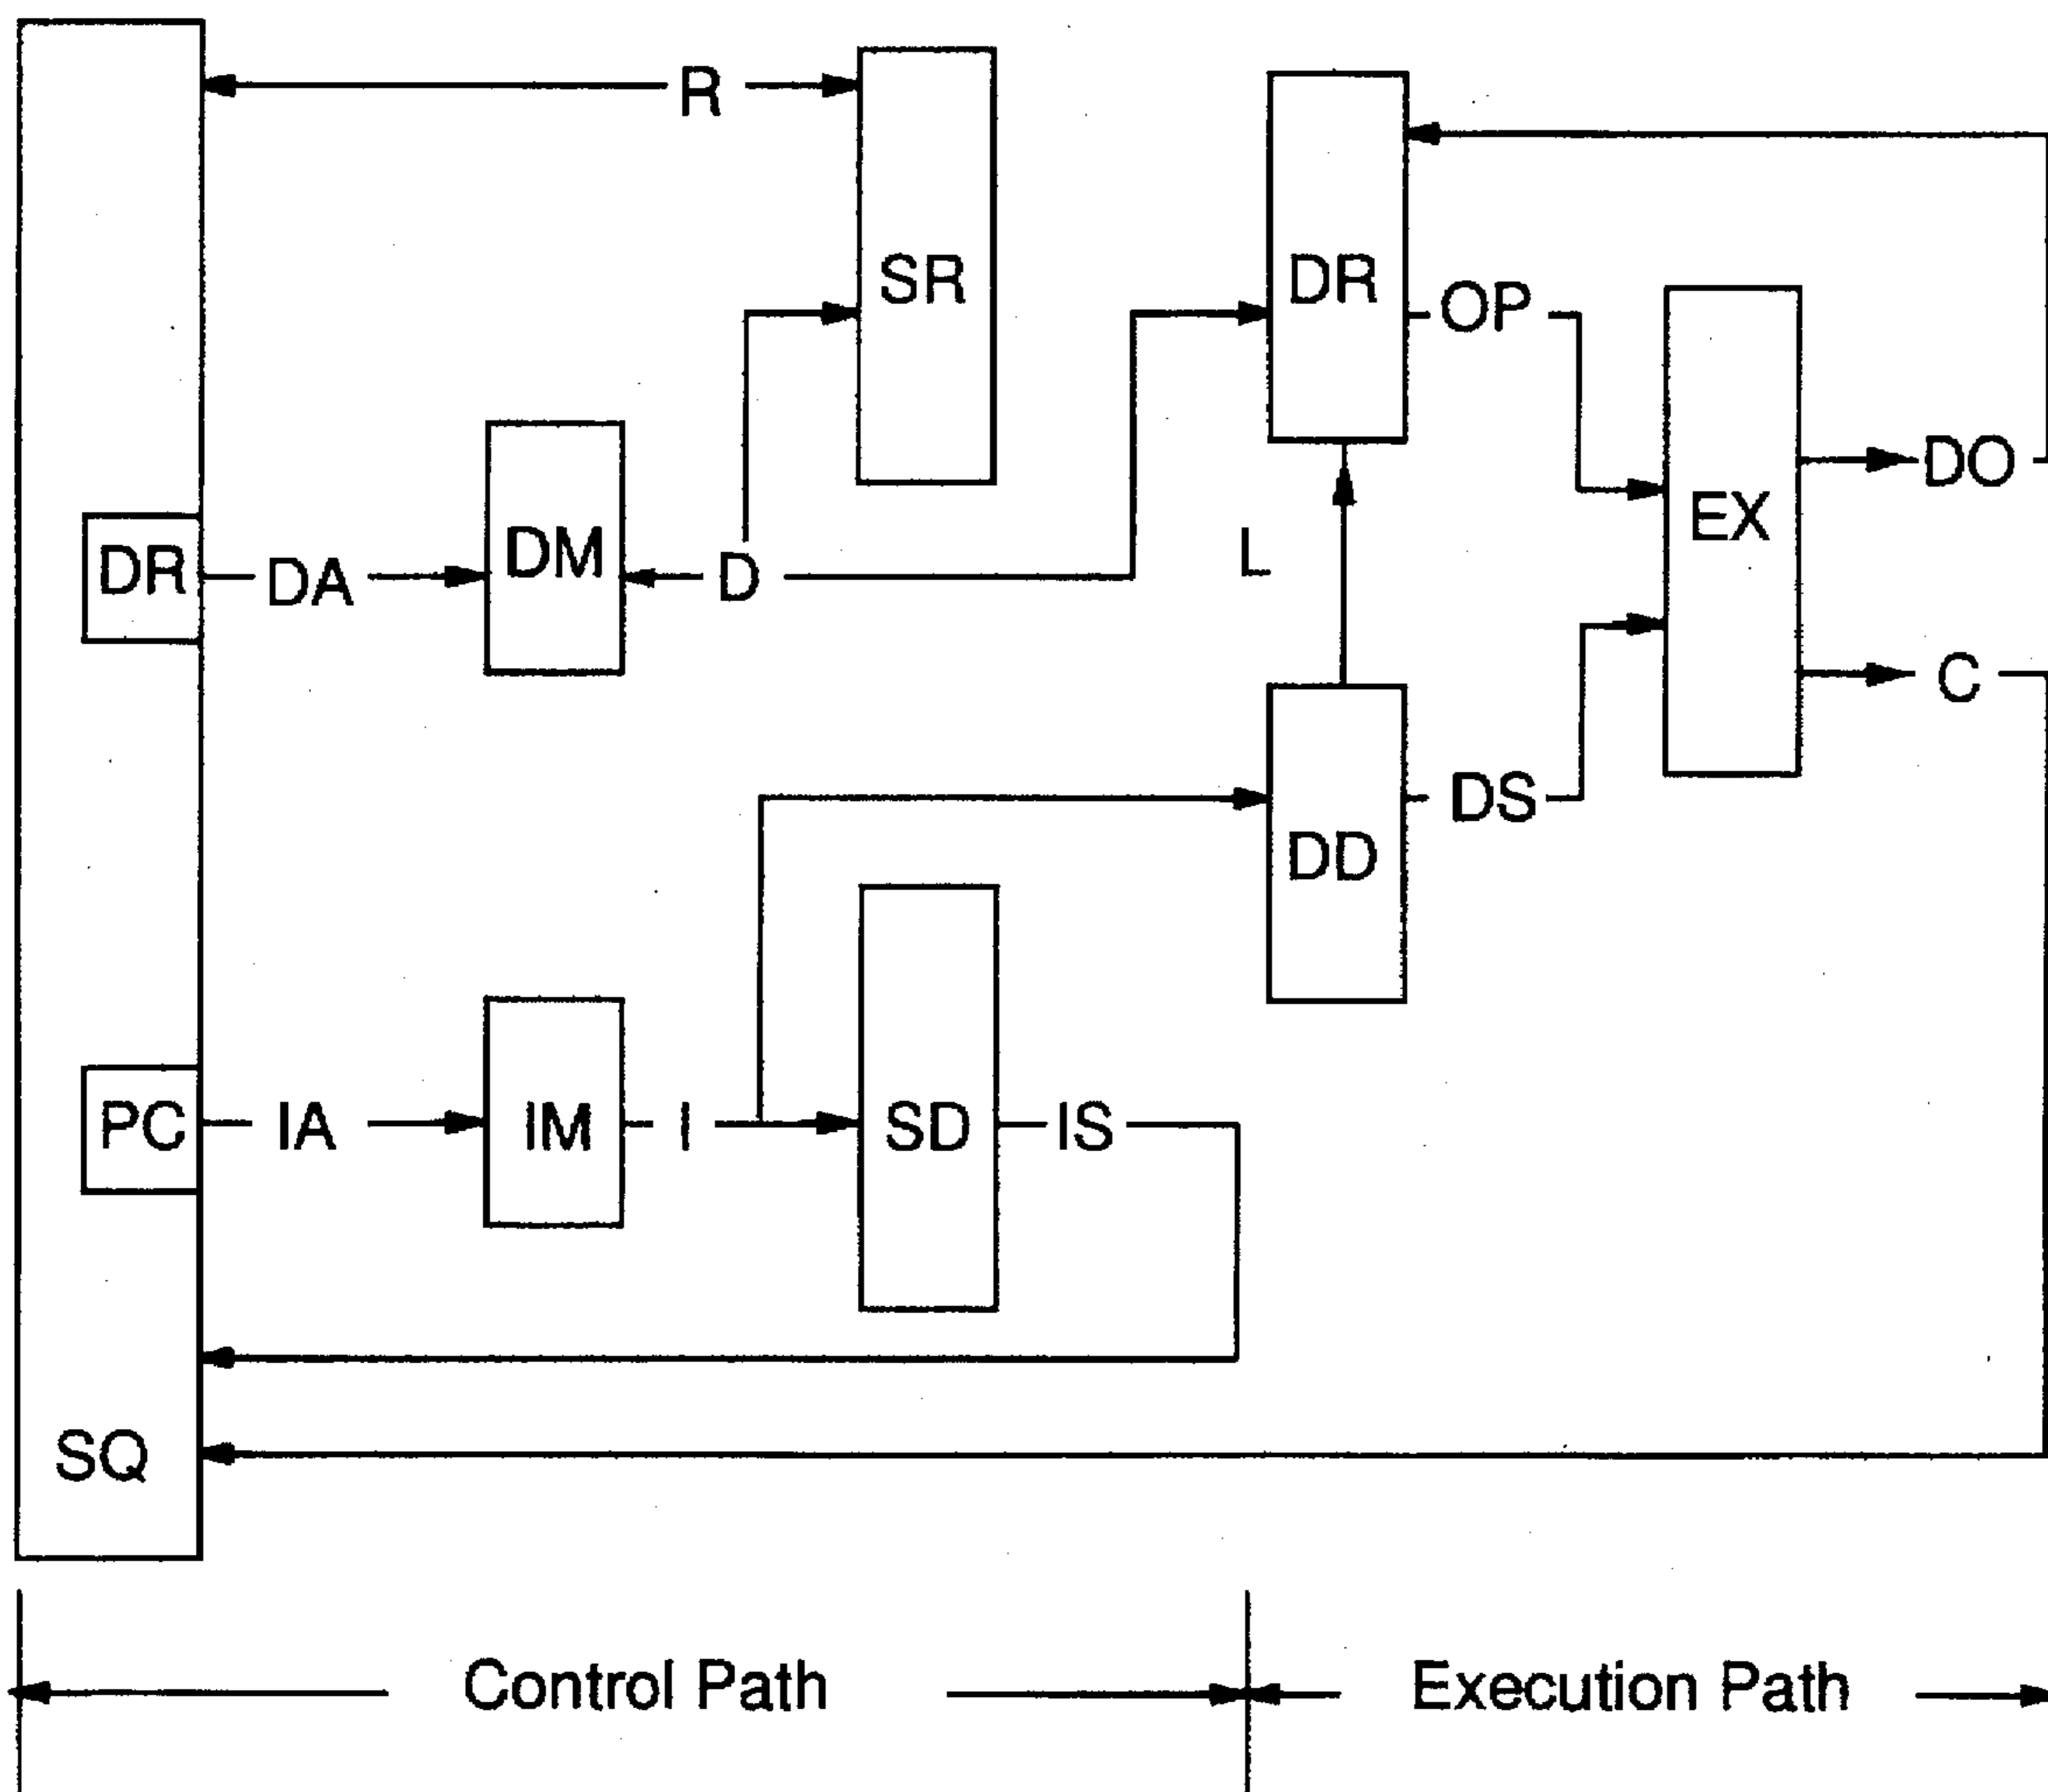 R
SR
DR
OP
DO
EX
DM
DR
DA
D
L
C
DS
DD
PC
IA
IM
I
SD
IS
SQ
Control Path
Execution Path